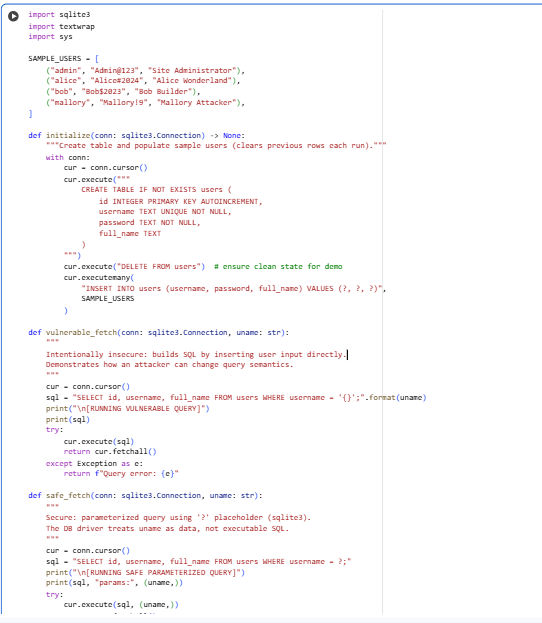 import sqlite3
import textwrap
import sys

SAMPLE_USERS = [
    ("admin", "Admin@123", "Site Administrator"),
    ("alice", "Alice#2024", "Alice Wonderland"),
    ("bob", "Bob$2023", "Bob Builder"),
    ("mallory", "Mallory!9", "Mallory Attacker"),
]

def initialize(conn: sqlite3.Connection) -> None:
    """Create table and populate sample users (clears previous rows each run)."""
    with conn:
        cur = conn.cursor()
        cur.execute("""
            CREATE TABLE IF NOT EXISTS users (
                id INTEGER PRIMARY KEY AUTOINCREMENT,
                username TEXT UNIQUE NOT NULL,
                password TEXT NOT NULL,
                full_name TEXT
            )
        """)
        cur.execute("DELETE FROM users")  # ensure clean state for demo
        cur.executemany(
            "INSERT INTO users (username, password, full_name) VALUES (?, ?, ?)",
            SAMPLE_USERS
        )

def vulnerable_fetch(conn: sqlite3.Connection, uname: str):
    """
    Intentionally insecure: builds SQL by inserting user input directly.
    Demonstrates how an attacker can change query semantics.
    """
    cur = conn.cursor()
    sql = "SELECT id, username, full_name FROM users WHERE username = '{}';".format(uname)
    print("\n[RUNNING VULNERABLE QUERY]")
    print(sql)
    try:
        cur.execute(sql)
        return cur.fetchall()
    except Exception as e:
        return f"Query error: {e}"

def safe_fetch(conn: sqlite3.Connection, uname: str):
    """
    Secure: parameterized query using '?' placeholder (sqlite3).
    The DB driver treats uname as data, not executable SQL.
    """
    cur = conn.cursor()
    sql = "SELECT id, username, full_name FROM users WHERE username = ?;"
    print("\n[RUNNING SAFE PARAMETERIZED QUERY]")
    print(sql, "params:", (uname,))
    try:
        cur.execute(sql, (uname,))